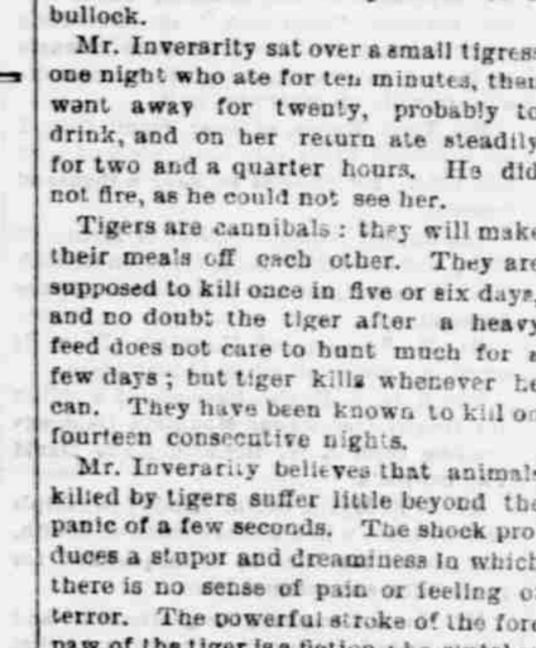 bullock.
Mr. Inverarity sat over a small tigress
one night who ate for ten minutes, then
want away for twenty, probably to
drink, and on her return ate steadily
for two and a quarter hours. He did
not fire, as he could not see her.
Tigers are cannibals : they will make
their meals off each other. They are
supposed to kill once in five or six days,
and no doubt the tiger after a heavy
feed does not care to hunt much for a
few days ; but tiger kills whenever he
can. They have been known to kill on
fourteen consecutive nights.
Mr. Inverarity believes that animals
killed by tigers suffer little beyond the
panic of a few seconds. The shock pro
duces a stupor and dreaminess in which
there is no sense of pain or feeling of
terror. The powerful stroke of the fore
paw of the tiger is a fiction